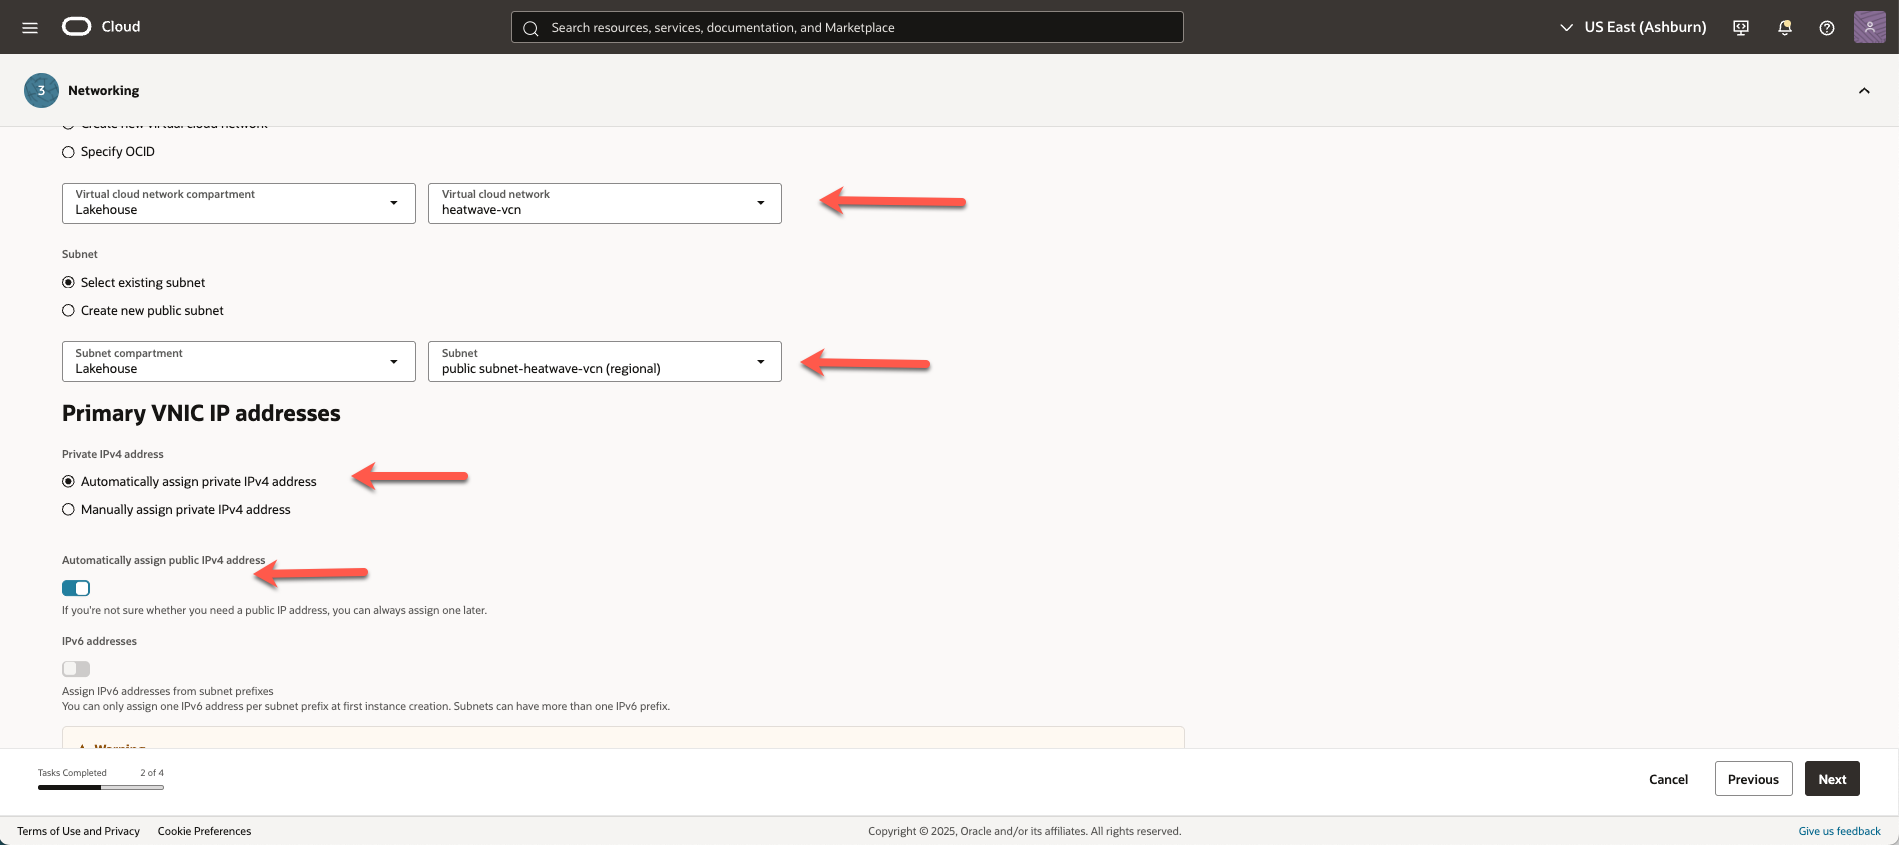 Cloud
Search resources, services, documentation, and Marketplace
US East (Ashburn)
3 Networking
Create new virtual cloud network
Specify OCID
Virtual cloud network compartment
Lakehouse
Virtual cloud network
heatwave-vcn
Subnet
Select existing subnet
Create new public subnet
Subnet compartment
Lakehouse
Subnet
public subnet-heatwave-vcn (regional)
Primary VNIC IP addresses
Private IPv4 address
Automatically assign private IPv4 address
Manually assign private IPv4 address
Automatically assign public IPv4 address
If you're not sure whether you need a public IP address, you can always assign one later.
IPv6 addresses
Assign IPv6 addresses from subnet prefixes
You can only assign one IPv6 address per subnet prefix at first instance creation. Subnets can have more than one IPv6 prefix.
Warning
Tasks Completed 2 of 4
Cancel
Previous
Next
Terms of Use and Privacy
Cookie Preferences
Copyright © 2025, Oracle and/or its affiliates. All rights reserved.
Give us feedback